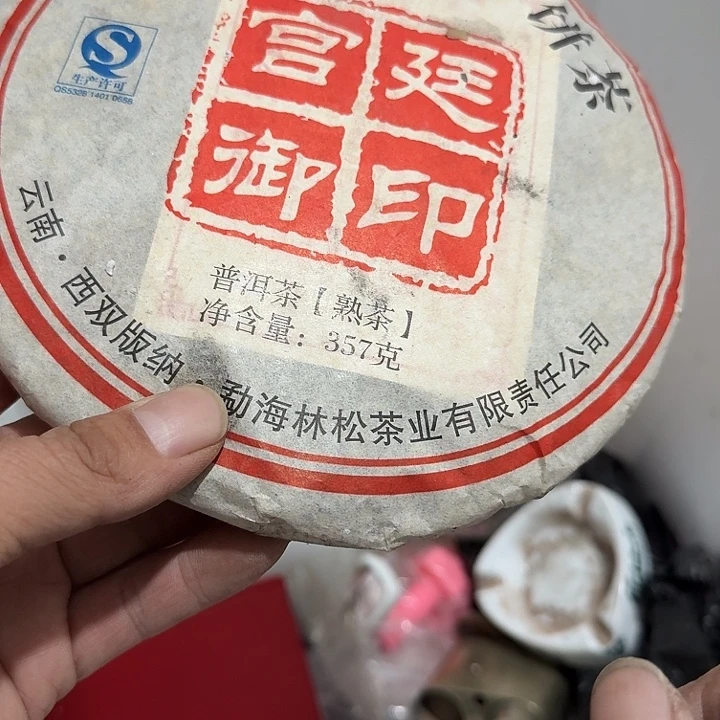 饼茶
宫廷
御印
生产许可
QS5328 1401 0656
普洱茶【熟茶】
净含量：357克
云南·西双版纳·勐海林松茶业有限责任公司